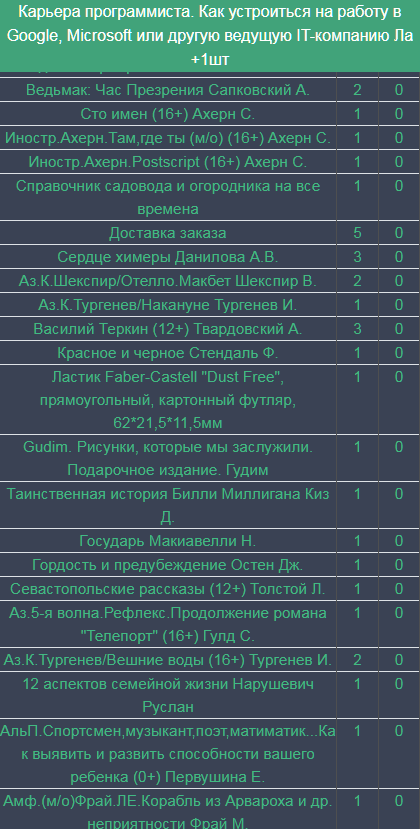 Карьера программиста. Как устроиться на работу в
Google, Microsoft или другую ведущую IT-компанию Ла
+1шт
Ведьмак: Час Презрения Сапковский А. 2 0
Сто имен (16+) Ахерн С. 1 0
Иностр.Ахерн.Там,где ты (м/о) (16+) Ахерн С. 1 0
Иностр.Ахерн.Postscript (16+) Ахерн С. 1 0
Справочник садовода и огородника на все 1 0
времена
Доставка заказа 5 0
Сердце химеры Данилова А.В. 3 0
Аз.К.Шекспир/Отелло.Макбет Шекспир В. 2 0
Аз.К.Тургенев/Накануне Тургенев И. 1 0
Василий Теркин (12+) Твардовский А. 3 0
Красное и черное Стендаль Ф. 1 0
Ластик Faber-Castell "Dust Free", 1 0
прямоугольный, картонный футляр,
62*21,5*11,5мм
Gudim. Рисунки, которые мы заслужили. 1 0
Подарочное издание. Гудим
Таинственная история Билли Миллигана Киз 1 0
Д.
Государь Макиавелли Н. 1 0
Гордость и предубеждение Остен Дж. 1 0
Севастопольские рассказы (12+) Толстой Л. 1 0
Аз.5-я волна.Рефлекс.Продолжение романа 1 0
"Телепорт" (16+) Гулд С.
Аз.К.Тургенев/Вешние воды (16+) Тургенев И. 2 0
12 аспектов семейной жизни Нарушевич 1 0
Руслан
АльП.Спортсмен,музыкант,поэт,матиматик...Ка 1 0
к выявить и развить способности вашего
ребенка (0+) Первушина Е.
Амф.(м/о)Фрай.ЛЕ.Корабль из Арвароха и др. 1 0
неприятности Фрай М.